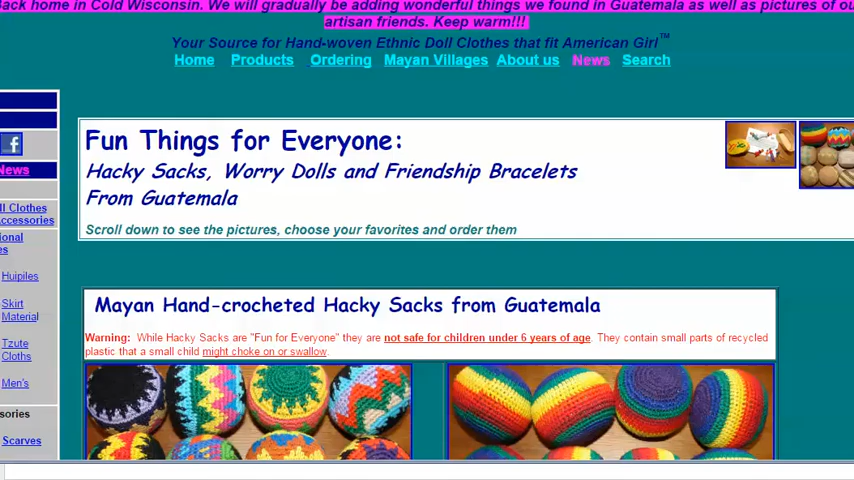 Back home in Cold Wisconsin. We will gradually be adding wonderful things we found in Guatemala as well as pictures of our
artisan friends. Keep warm!!!
Your Source for Hand-woven Ethnic Doll Clothes that fit American Girl™
Home Products Ordering Mayan Villages About us News Search
f
News
ll Clothes
ccessories
ional
es
Huipiles
Skirt
Material
Tzute
Cloths
Men's
sories
Scarves
Fun Things for Everyone:
Hacky Sacks, Worry Dolls and Friendship Bracelets
From Guatemala
Scroll down to see the pictures, choose your favorites and order them
Mayan Hand-crocheted Hacky Sacks from Guatemala
Warning: While Hacky Sacks are "Fun for Everyone" they are not safe for children under 6 years of age. They contain small parts of recycled
plastic that a small child might choke on or swallow.